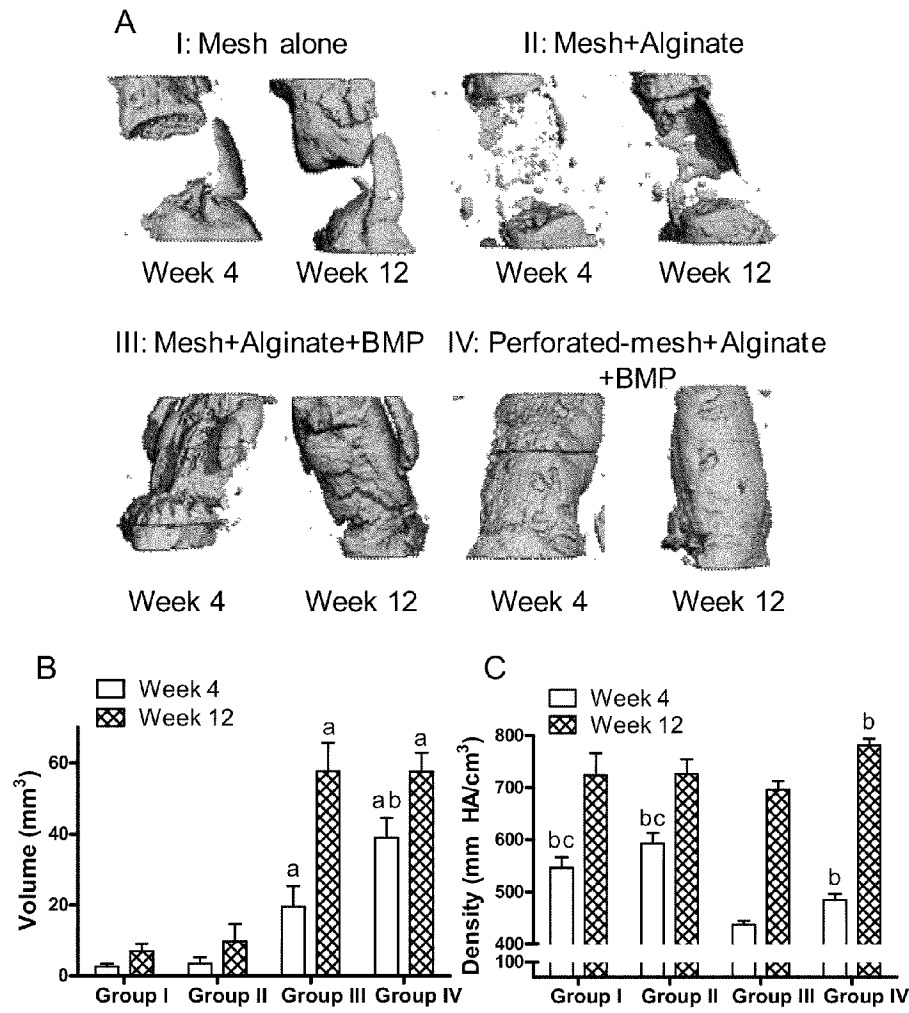 A
I: Mesh alone
II: Mesh+Alginate
Week 4
Week 12
Week 4
Week 12
III: Mesh+Alginate+BMP
IV: Perforated-mesh+Alginate
+BMP
Week 4
Week 12
Week 4
Week 12
B
Week 4
Week 12
Volume (mm³)
60
40
20
0
a
a
ab
a
Group I
Group II
Group III
Group IV
C
Week 4
Week 12
Density (mm HA/cm³)
800
700
600
500
400
100
bc
bc
b
b
Group I
Group II
Group III
Group IV